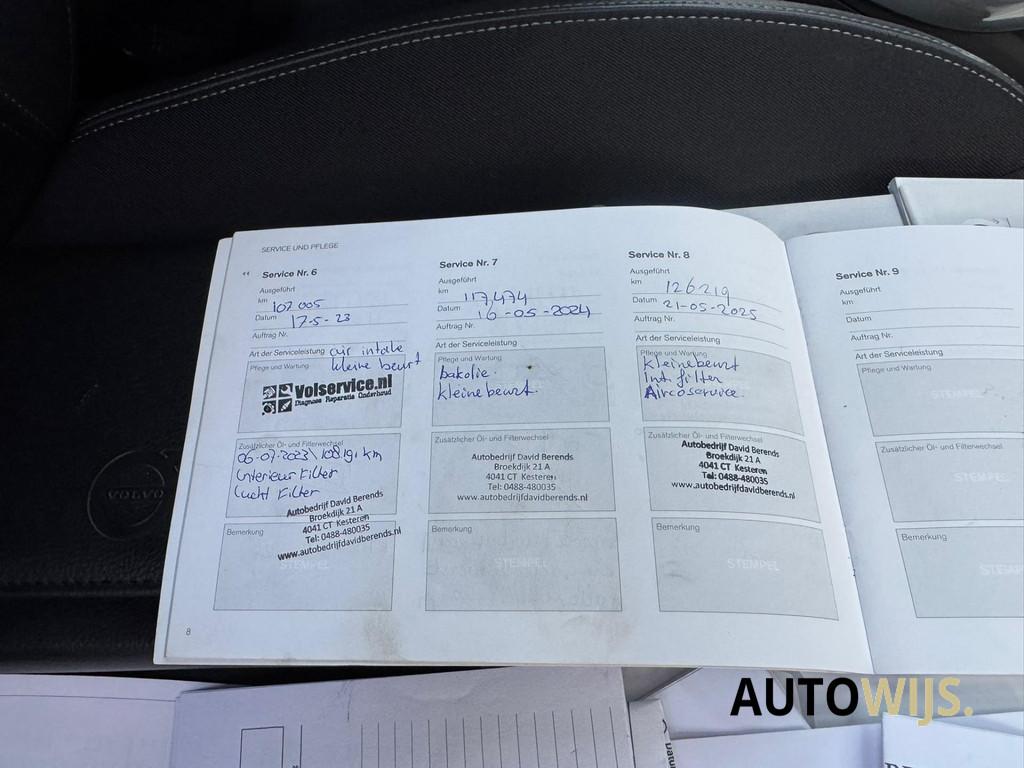 SERVICE UND PFLEGE
Service Nr. 6
Ausgeführt
km 107005
Datum 17-5-23
Auftrag Nr.
Art der Serviceleistung air intake
Pflege und Wartung kleine beurt
Volservice.nl
Diagnose Reparatie Onderhoud
Zusätzlicher Öl- und Filterwechsel
06-07-2023 \ km
Interieur Filter
Lucht Filter
Autobedrijf David Berends
Broekdijk 21 A
4041 CT Kesteren
Tel: 0488-480035
www.autobedrijfdavidberends.nl
Bemerkung
STEMPEL
8
Service Nr. 7
Ausgeführt
km 117,474
Datum 16-05-2024
Auftrag Nr.
Art der Serviceleistung
Pflege und Wartung
bakolie.
kleinebeurt.
Zusätzlicher Öl- und Filterwechsel
Autobedrijf David Berends
Broekdijk 21 A
4041 CT Kesteren
Tel: 0488-480035
www.autobedrijfdavidberends.nl
Bemerkung
STEMPEL
Service Nr. 8
Ausgeführt
km 126219
Datum 21-05-2025
Auftrag Nr.
Art der Serviceleistung
Pflege und Wartung
kleinebeurt
Int. filter
Aircoservice.
Zusätzlicher Öl- und Filterwechsel
Autobedrijf David Berends
Broekdijk 21 A
4041 CT Kesteren
Tel: 0488-480035
www.autobedrijfdavidberends.nl
Bemerkung
STEMPEL
Service Nr. 9
Ausgeführt
km
Datum
Auftrag Nr.
Art der Serviceleistung
Pflege und Wartung
STEMPEL
Zusätzlicher Öl- und Filterwechsel
STEMPEL
Bemerkung
STEMP
VOLVO
AUTOWIJS.